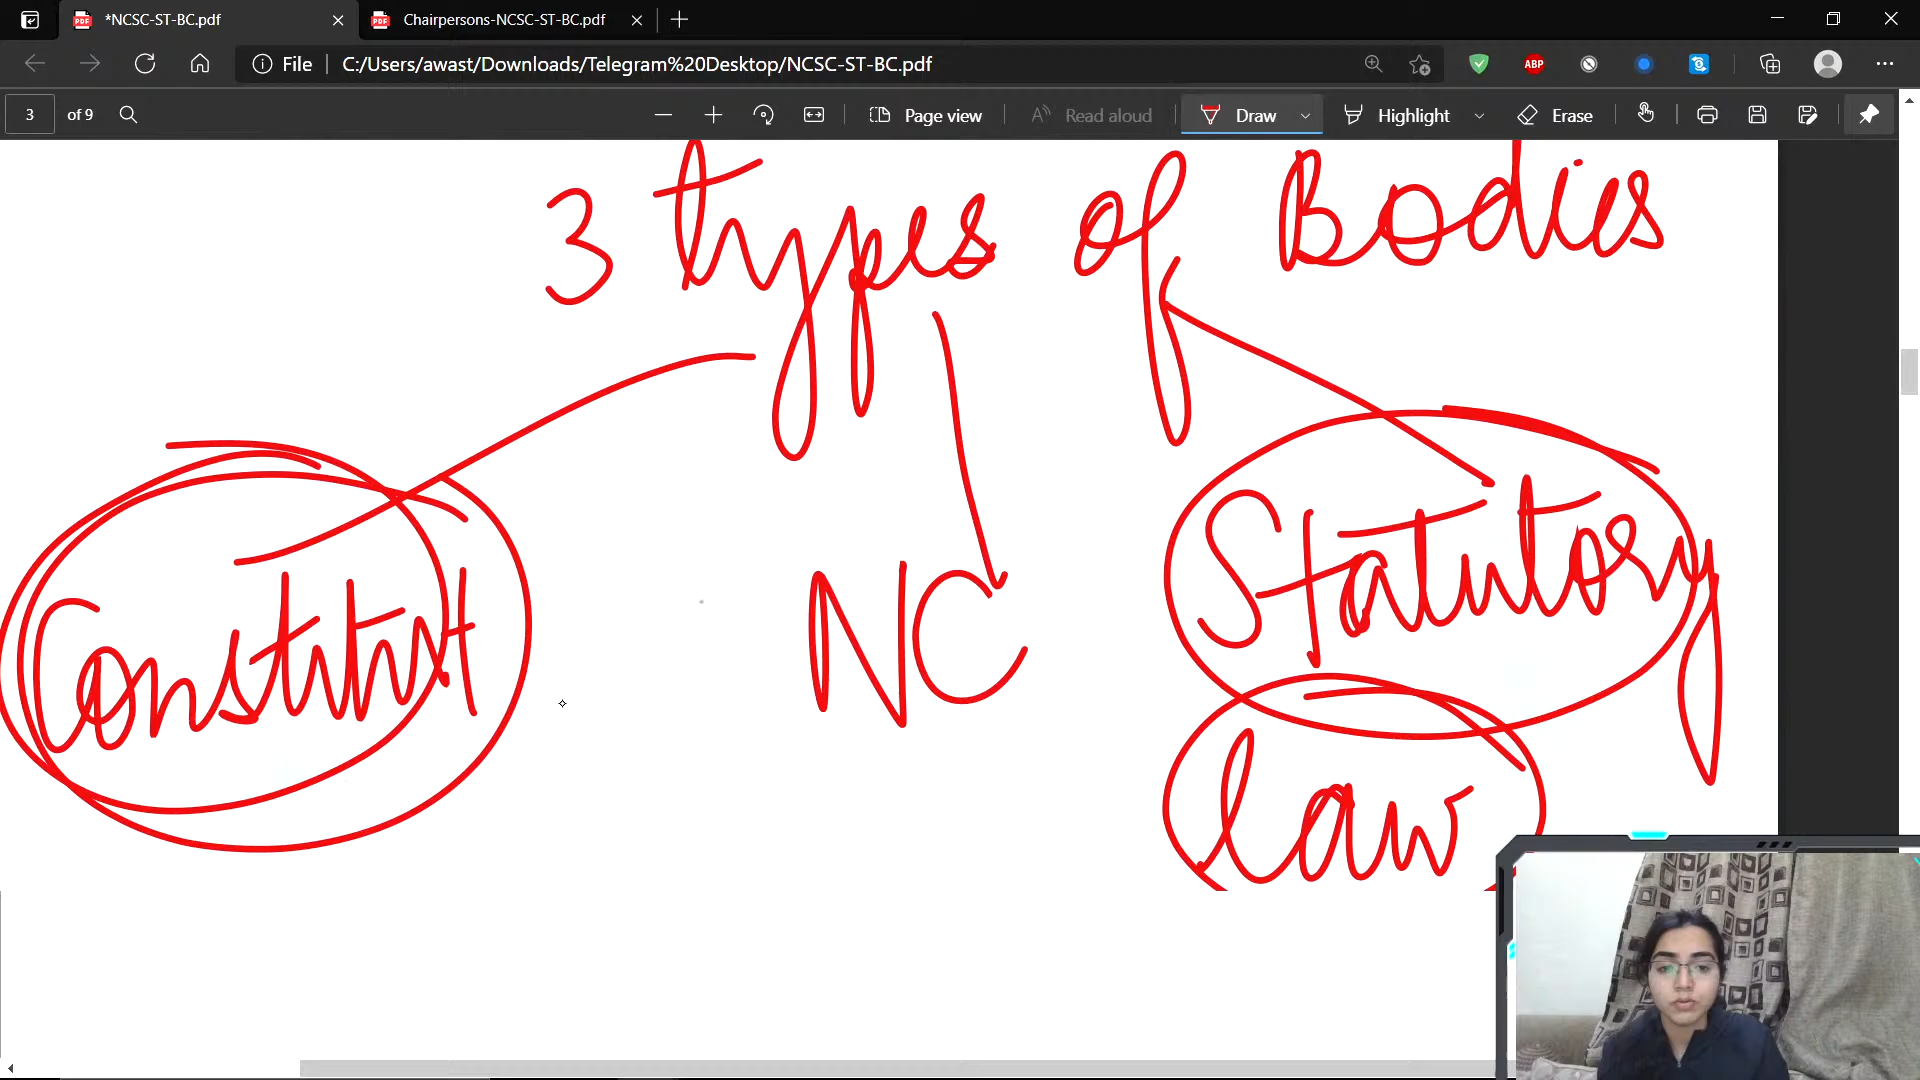 *NCSC-ST-BC.pdf
Chairpersons-NCSC-ST-BC.pdf
File
C:/Users/awast/Downloads/Telegram%20Desktop/NCSC-ST-BC.pdf
ABP
3 of 9
Page view
Read aloud
Draw
Highlight
Erase
3 types of Bodies
Constitut
NC
Statutory
law